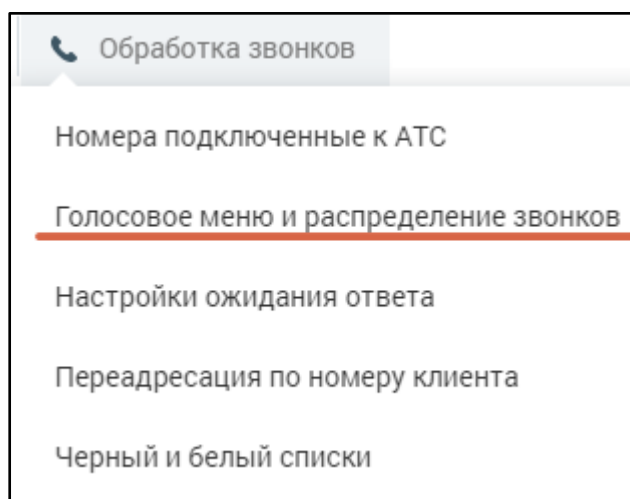 Обработка звонков
Номера подключенные к АТС
Голосовое меню и распределение звонков
Настройки ожидания ответа
Переадресация по номеру клиента
Черный и белый списки